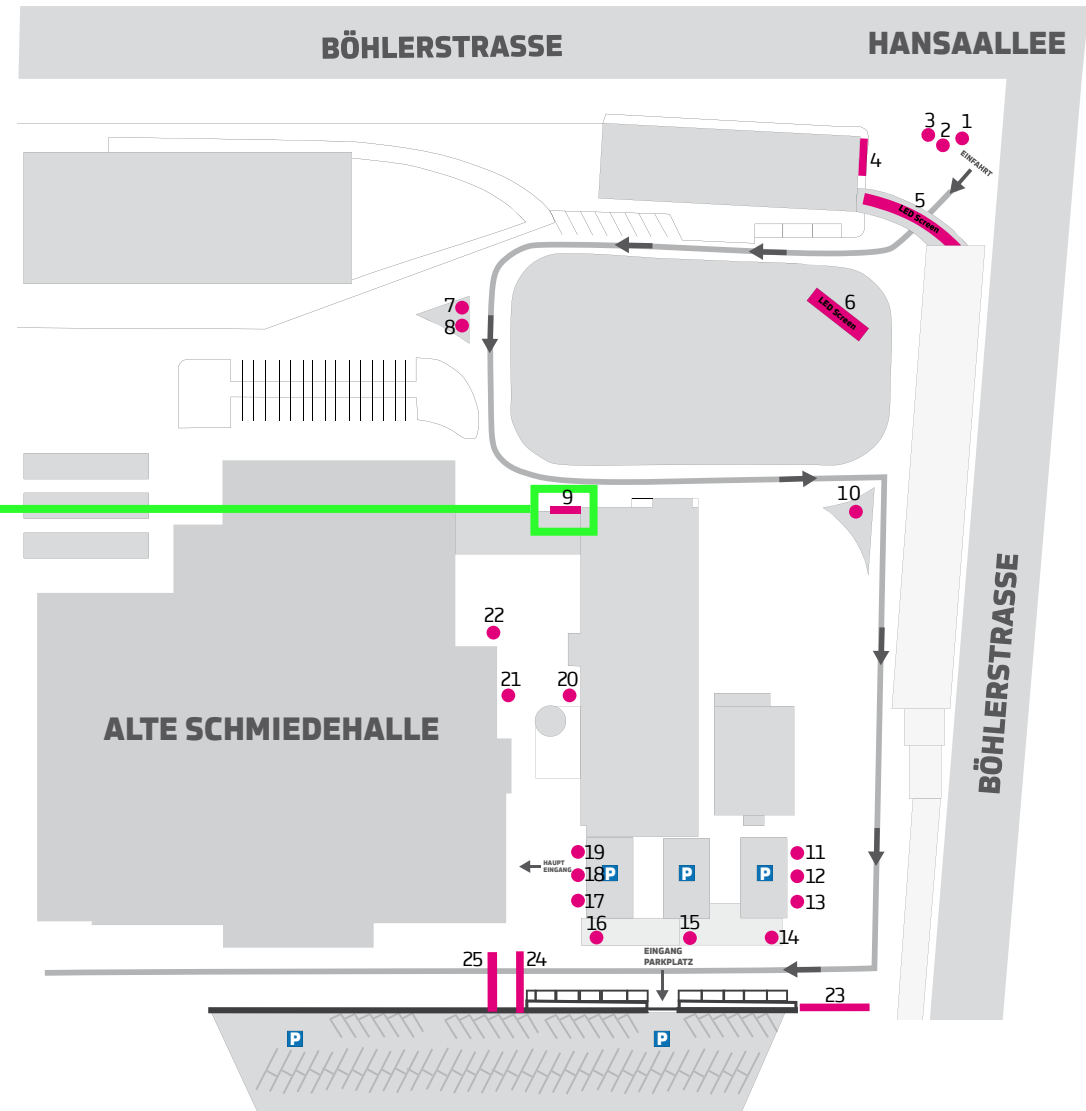 BÖHLERSTRASSE
HANSAALLEE
3
2
1
4
EINFAHRT
5
LED Screen
6
LED Screen
7
8
9
10
22
21
20
ALTE SCHMIEDEHALLE
BÖHLERSTRASSE
19
HAUPT
EINGANG
18
P
P
P
11
12
17
13
16
15
14
EINGANG
PARKPLATZ
25
24
23
P
P